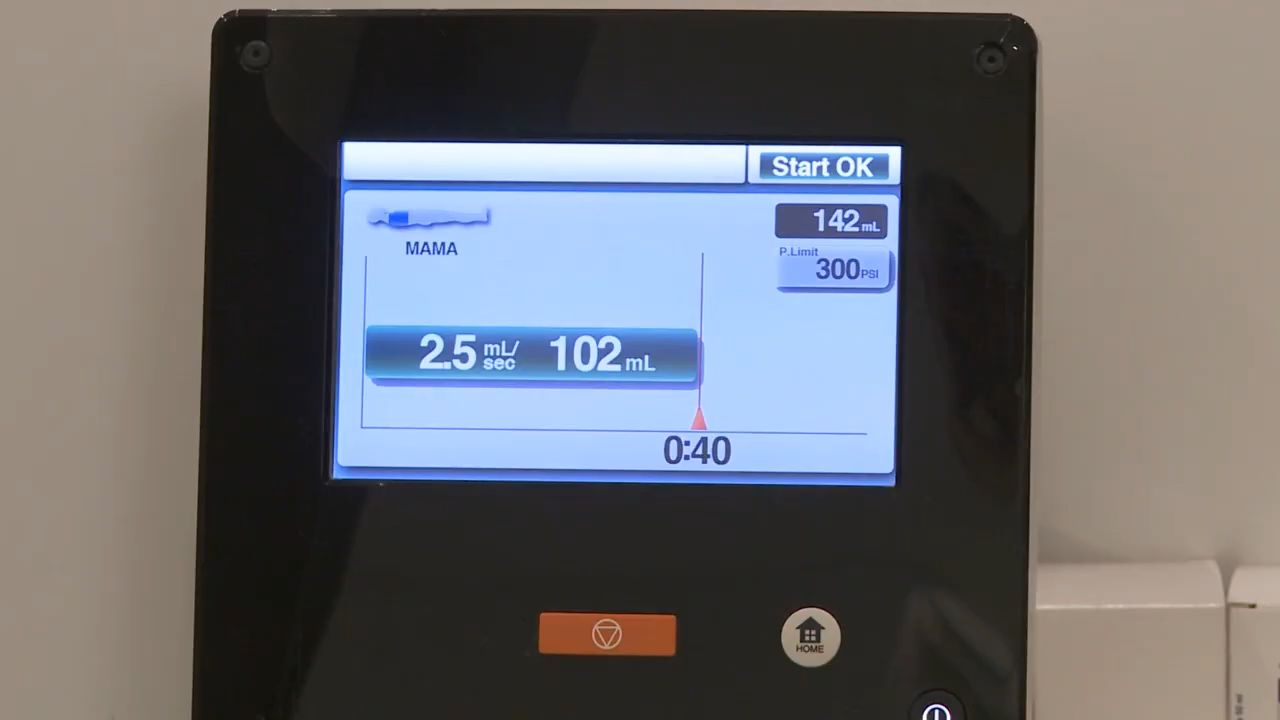 Start OK
142 mL
MAMA
P.Limit
300 PSI
2.5 mL/sec 102 mL
0:40
HOME